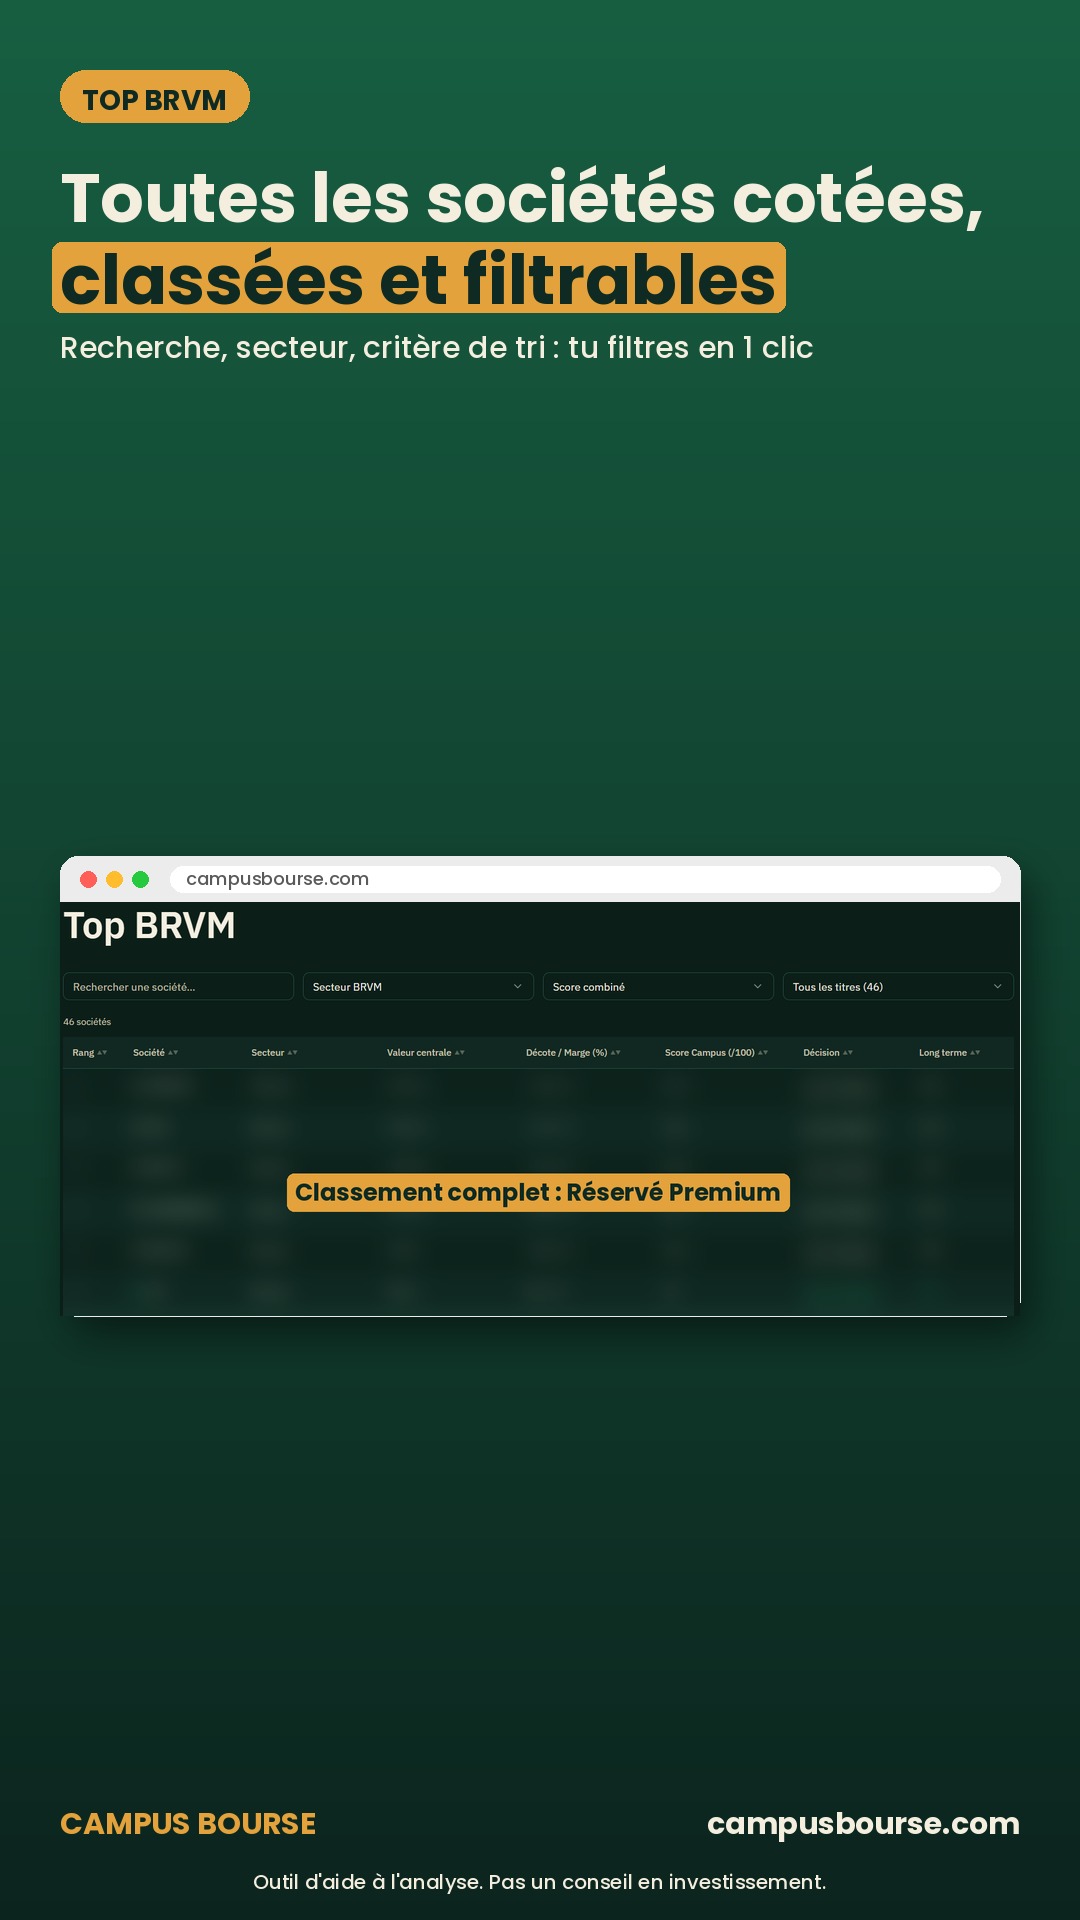 TOP BRVM
Toutes les sociétés cotées,
classées et filtrables
Recherche, secteur, critère de tri : tu filtres en 1 clic
campusbourse.com
Top BRVM
Rechercher une société...
Secteur BRVM
Score combiné
Tous les titres (46)
46 sociétés
Rang Société Secteur Valeur centrale Décote / Marge (%) Score Campus (/100) Décision Long terme
Classement complet : Réservé Premium
CAMPUS BOURSE
campusbourse.com
Outil d'aide à l'analyse. Pas un conseil en investissement.